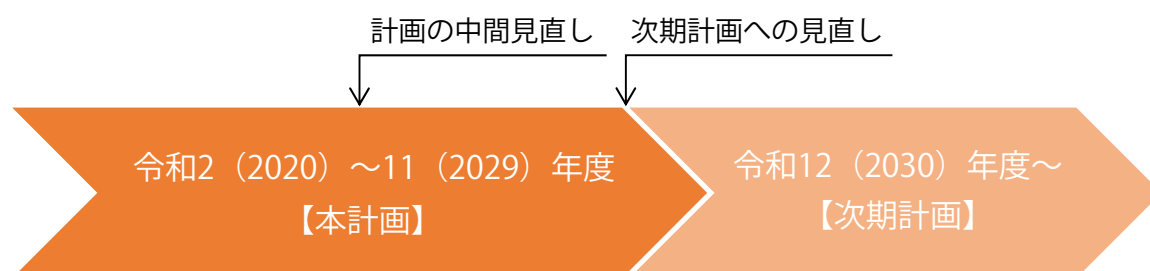 計画の中間見直し
次期計画への見直し
令和2（2020）～11（2029）年度
【本計画】
令和12（2030）年度～
【次期計画】